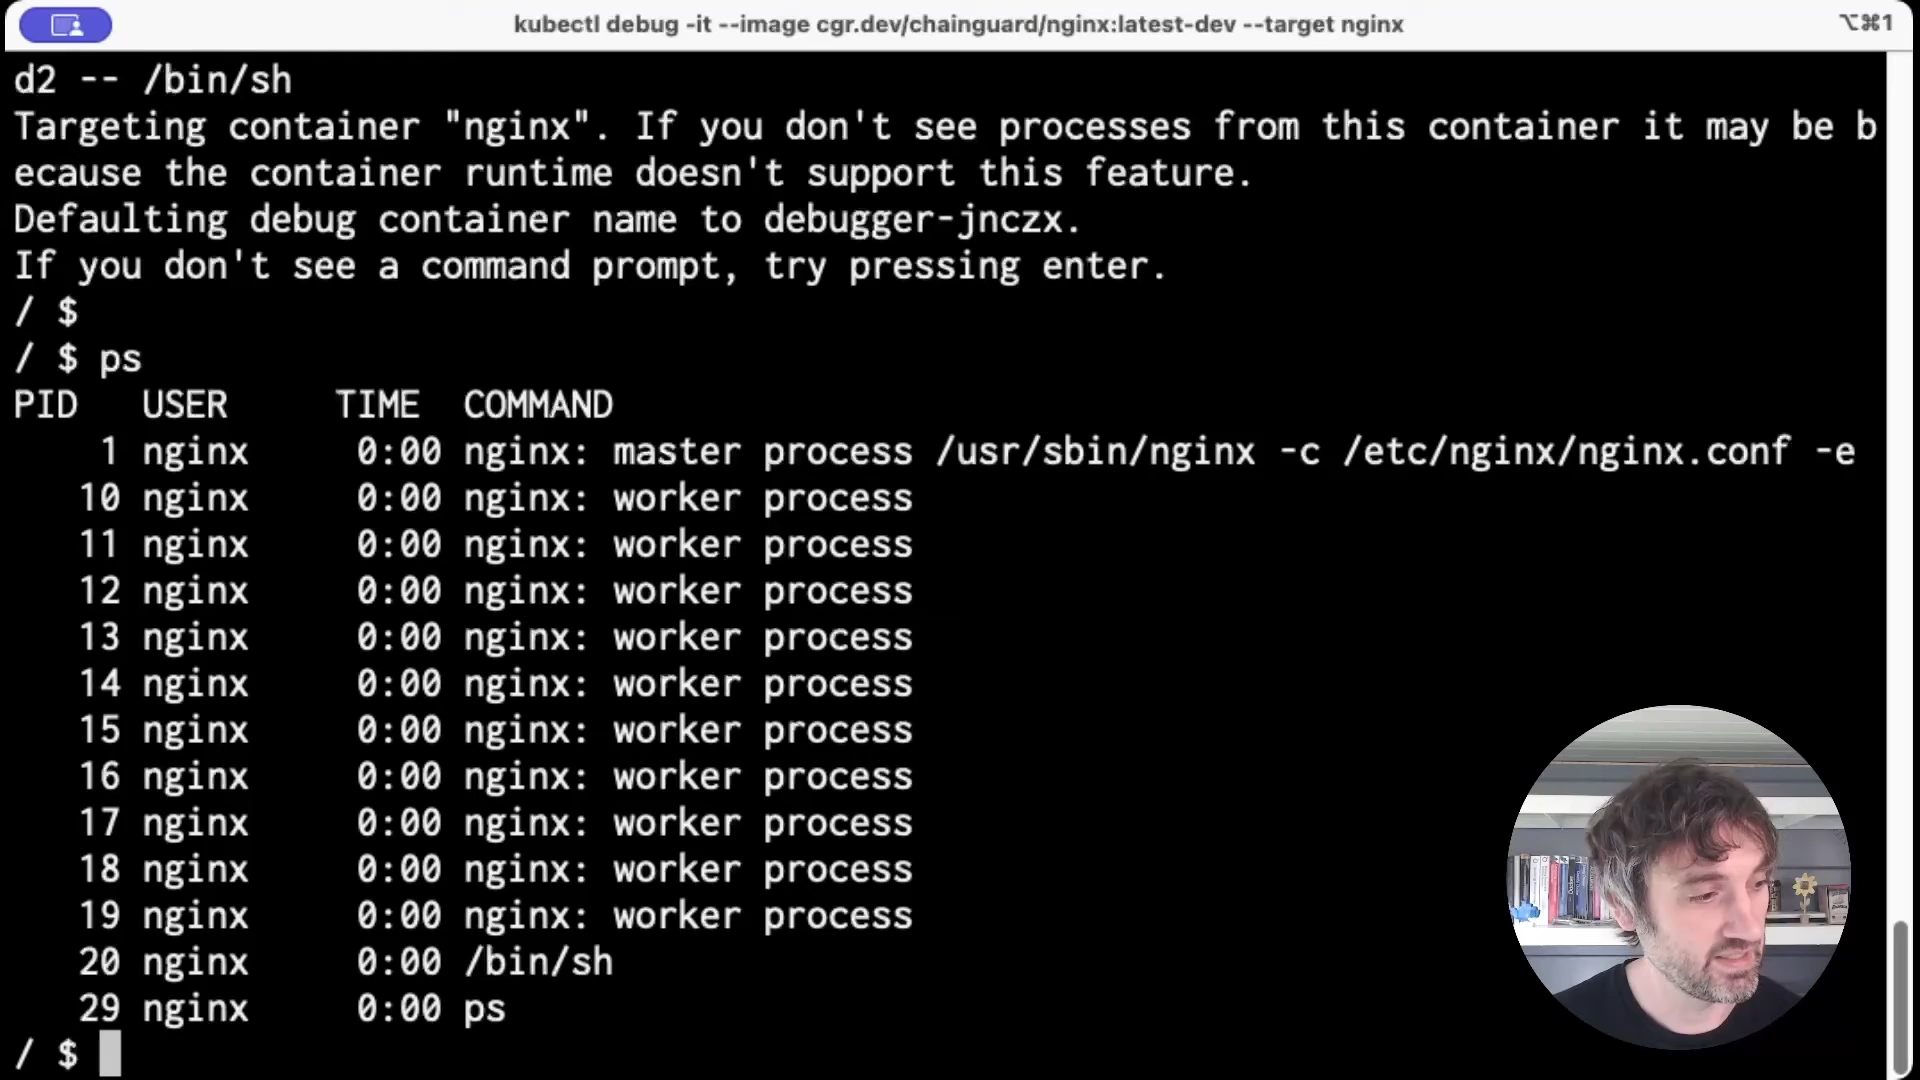 kubectl debug -it --image cgr.dev/chainguard/nginx:latest-dev --target nginx
⌥⌘1
d2 -- /bin/sh
Targeting container "nginx". If you don't see processes from this container it may be b
ecause the container runtime doesn't support this feature.
Defaulting debug container name to debugger-jnczx.
If you don't see a command prompt, try pressing enter.
/ $
/ $ ps
PID   USER     TIME  COMMAND
    1 nginx     0:00 nginx: master process /usr/sbin/nginx -c /etc/nginx/nginx.conf -e
   10 nginx     0:00 nginx: worker process
   11 nginx     0:00 nginx: worker process
   12 nginx     0:00 nginx: worker process
   13 nginx     0:00 nginx: worker process
   14 nginx     0:00 nginx: worker process
   15 nginx     0:00 nginx: worker process
   16 nginx     0:00 nginx: worker process
   17 nginx     0:00 nginx: worker process
   18 nginx     0:00 nginx: worker process
   19 nginx     0:00 nginx: worker process
   20 nginx     0:00 /bin/sh
   29 nginx     0:00 ps
/ $